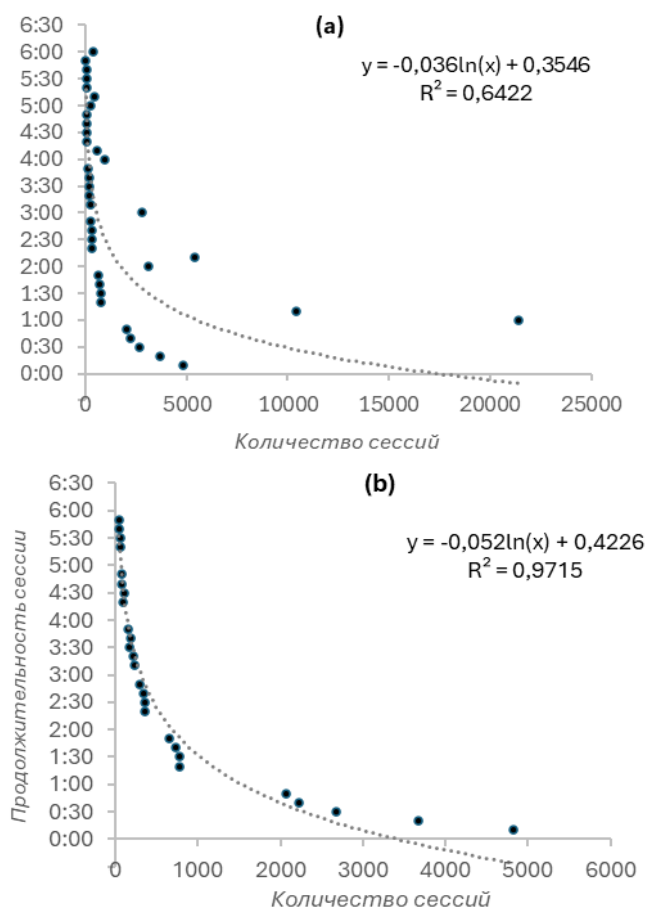 (a)
y = -0,036ln(x) + 0,3546
R² = 0,6422
6:30
6:00
5:30
5:00
4:30
4:00
3:30
3:00
2:30
2:00
1:30
1:00
0:30
0:00
0 5000 10000 15000 20000 25000
Количество сессий
(b)
y = -0,052ln(x) + 0,4226
R² = 0,9715
Продолжительность сессии
6:30
6:00
5:30
5:00
4:30
4:00
3:30
3:00
2:30
2:00
1:30
1:00
0:30
0:00
0 1000 2000 3000 4000 5000 6000
Количество сессий